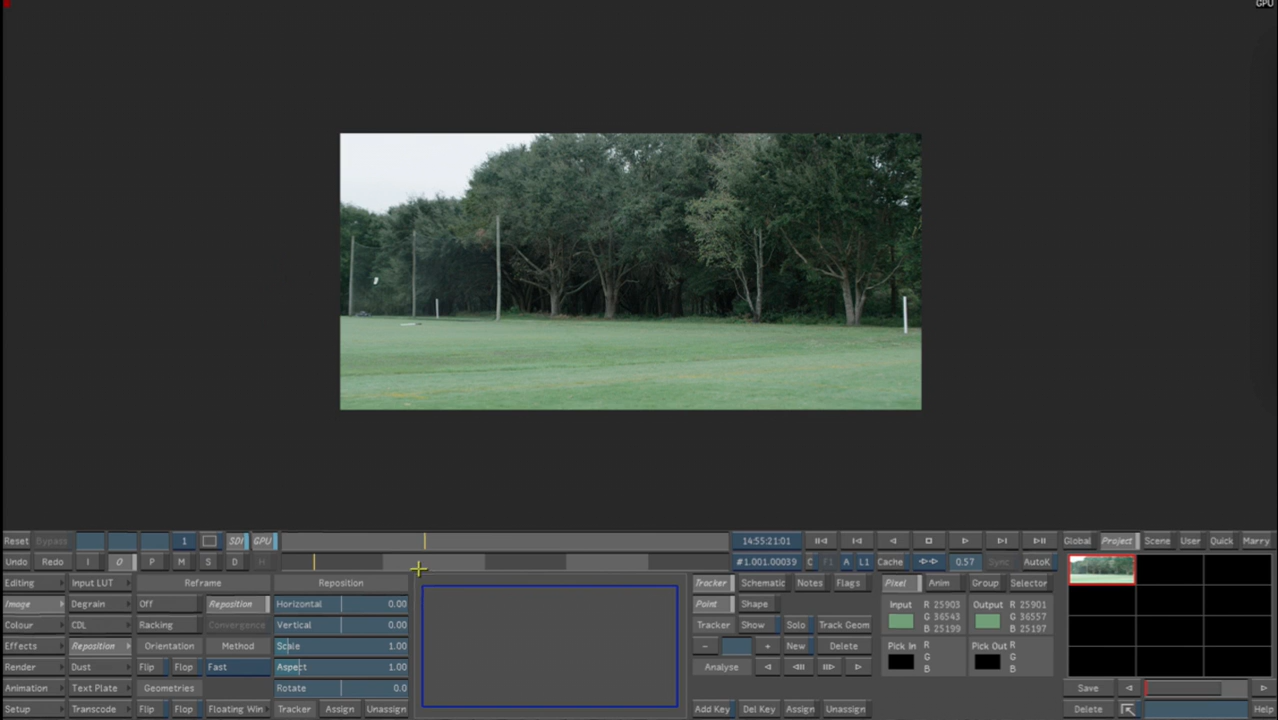 GPU
Reset Bypass 1 SDI GPU 14:55:21:01 Global Project Scene User Quick Marry
Undo Redo I O P M S D H #1.001.00039 C F1 A L1 Cache 0.57 Sync AutoK
Editing Input LUT Reframe Reposition Tracker Schematic Notes Flags Pixel Anim Group Selector
Image Degrain Off Reposition Horizontal 0.00 Point Shape Input R 25903 Output R 25901
G 36543 G 36557
Colour CDL Racking Convergence Vertical 0.00 Tracker Show Solo Track Geom B 25199 B 25197
Effects Reposition Orientation Method Scale 1.00 - + New Delete Pick In R Pick Out R
G G
Render Dust Flip Flop Fast Aspect 1.00 Analyse B B
Animation Text Plate Geometries Rotate 0.0 Save
Setup Transcode Flip Flop Floating Win Tracker Assign Unassign Add Key Del Key Assign Unassign Delete Help